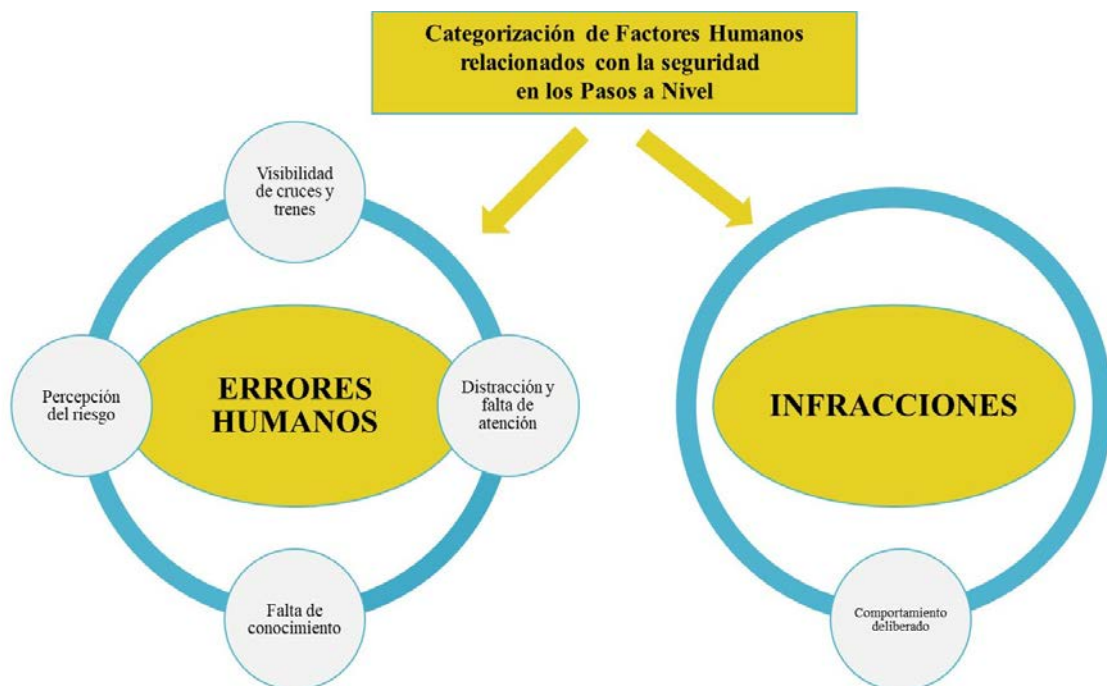 Categorización de Factores Humanos
relacionados con la seguridad
en los Pasos a Nivel
Visibilidad
de cruces y
trenes
Percepción
del riesgo
ERRORES
HUMANOS
Distracción y
falta de
atención
Falta de
conocimiento
INFRACCIONES
Comportamiento
deliberado